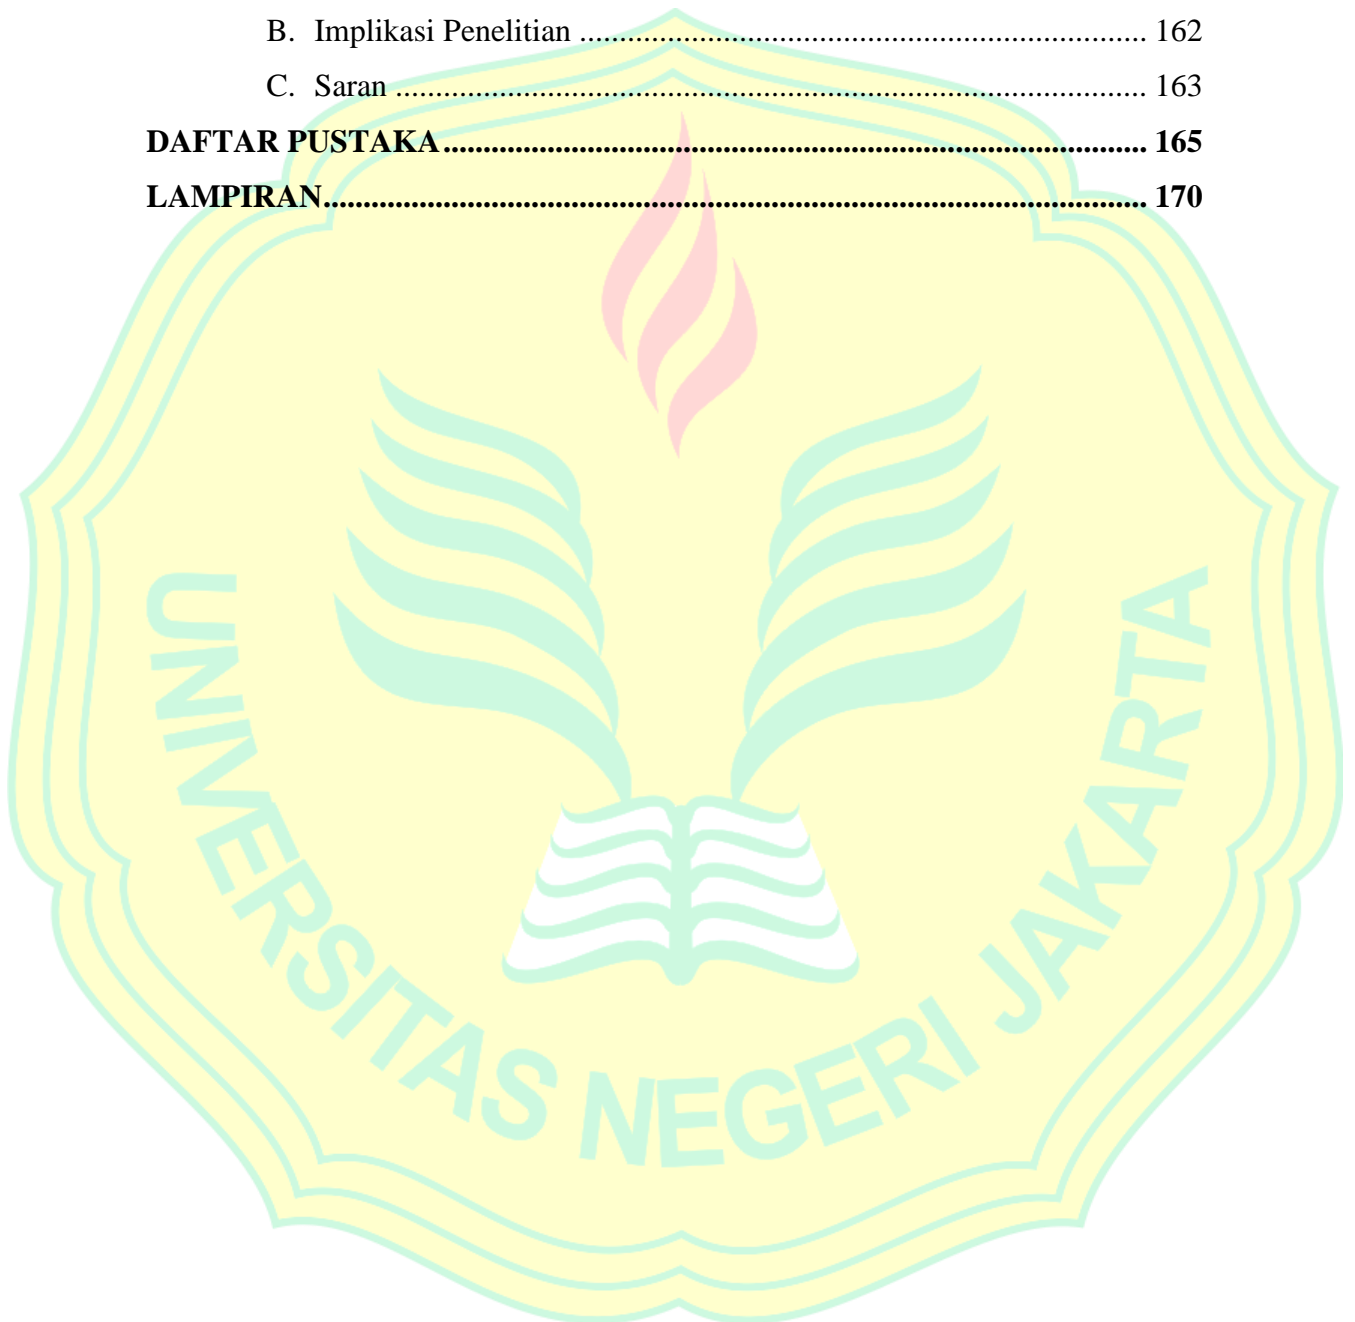 B. Implikasi Penelitian ........................................................................ 162
C. Saran ................................................................................................ 163
DAFTAR PUSTAKA .......................................................................................... 165
LAMPIRAN......................................................................................................... 170
UNIVERSITAS NEGERI JAKARTA